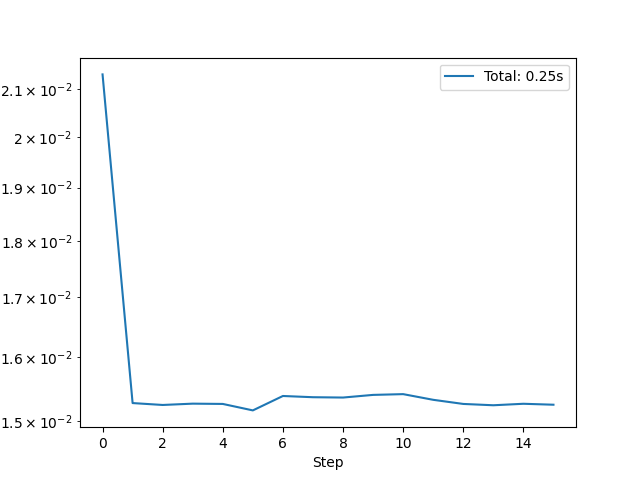 Total: 0.25s
2.1 × 10⁻²
2 × 10⁻²
1.9 × 10⁻²
1.8 × 10⁻²
1.7 × 10⁻²
1.6 × 10⁻²
1.5 × 10⁻²
0 2 4 6 8 10 12 14
Step